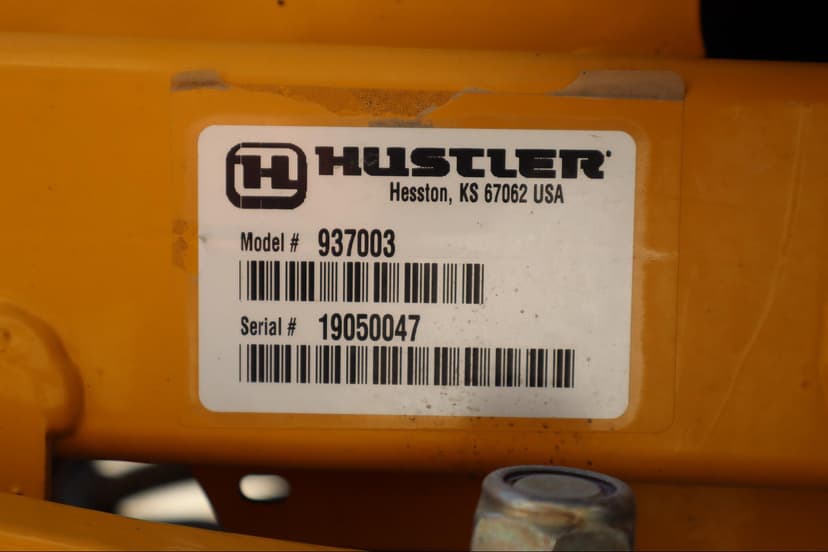 H HUSTLER
Hesston, KS 67062 USA
Model # 937003
Serial # 19050047